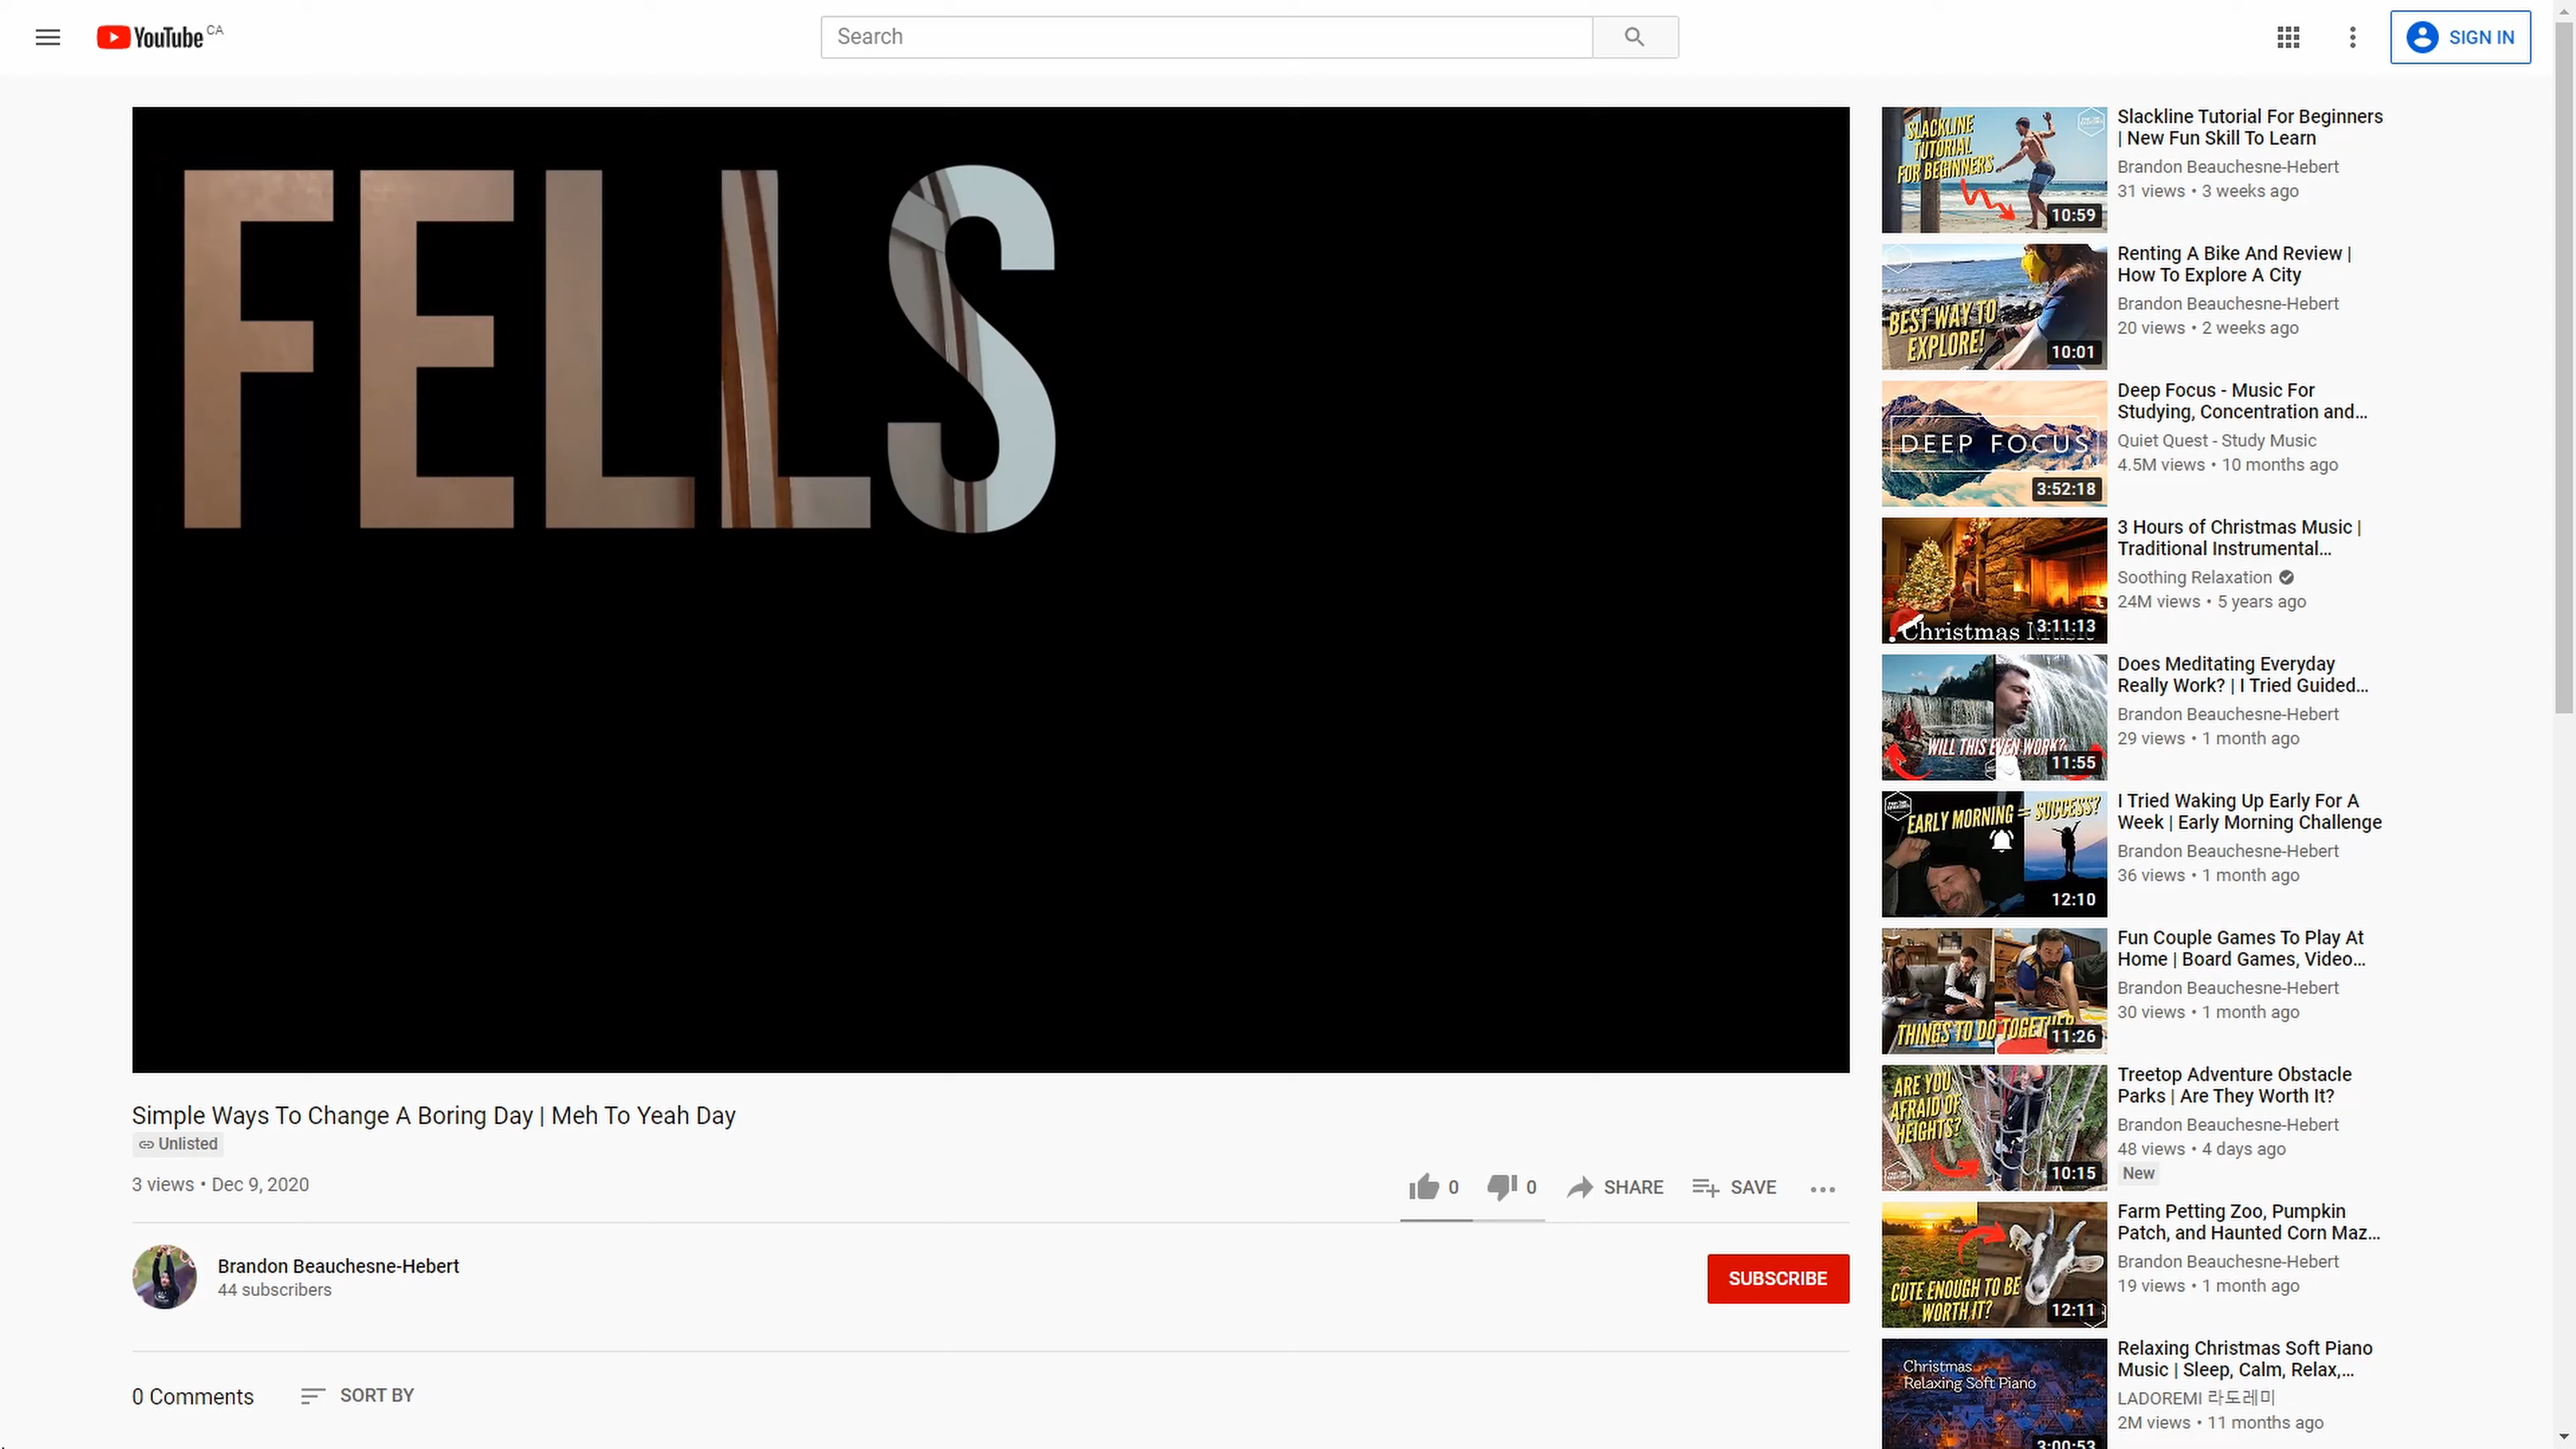 YouTube CA
Search
SIGN IN
FELLS
Simple Ways To Change A Boring Day | Meh To Yeah Day
Unlisted
3 views • Dec 9, 2020
0
0
SHARE
SAVE
Brandon Beauchesne-Hebert
44 subscribers
SUBSCRIBE
0 Comments
SORT BY
SLACKLINE
TUTORIAL
FOR BEGINNERS
10:59
Slackline Tutorial For Beginners
| New Fun Skill To Learn
Brandon Beauchesne-Hebert
31 views • 3 weeks ago
BEST WAY TO
EXPLORE!
10:01
Renting A Bike And Review |
How To Explore A City
Brandon Beauchesne-Hebert
20 views • 2 weeks ago
DEEP FOCUS
3:52:18
Deep Focus - Music For
Studying, Concentration and...
Quiet Quest - Study Music
4.5M views • 10 months ago
Christmas Music
3:11:13
3 Hours of Christmas Music |
Traditional Instrumental...
Soothing Relaxation
24M views • 5 years ago
WILL THIS EVEN WORK?
11:55
Does Meditating Everyday
Really Work? | I Tried Guided...
Brandon Beauchesne-Hebert
29 views • 1 month ago
EARLY MORNING = SUCCESS?
12:10
I Tried Waking Up Early For A
Week | Early Morning Challenge
Brandon Beauchesne-Hebert
36 views • 1 month ago
THINGS TO DO TOGETHER
11:26
Fun Couple Games To Play At
Home | Board Games, Video...
Brandon Beauchesne-Hebert
30 views • 1 month ago
ARE YOU
AFRAID OF
HEIGHTS?
10:15
Treetop Adventure Obstacle
Parks | Are They Worth It?
Brandon Beauchesne-Hebert
48 views • 4 days ago
New
CUTE ENOUGH TO BE
WORTH IT?
12:11
Farm Petting Zoo, Pumpkin
Patch, and Haunted Corn Maz...
Brandon Beauchesne-Hebert
19 views • 1 month ago
Christmas
Relaxing Soft Piano
3:00:53
Relaxing Christmas Soft Piano
Music | Sleep, Calm, Relax,...
LADOREMI 라도레미
2M views • 11 months ago